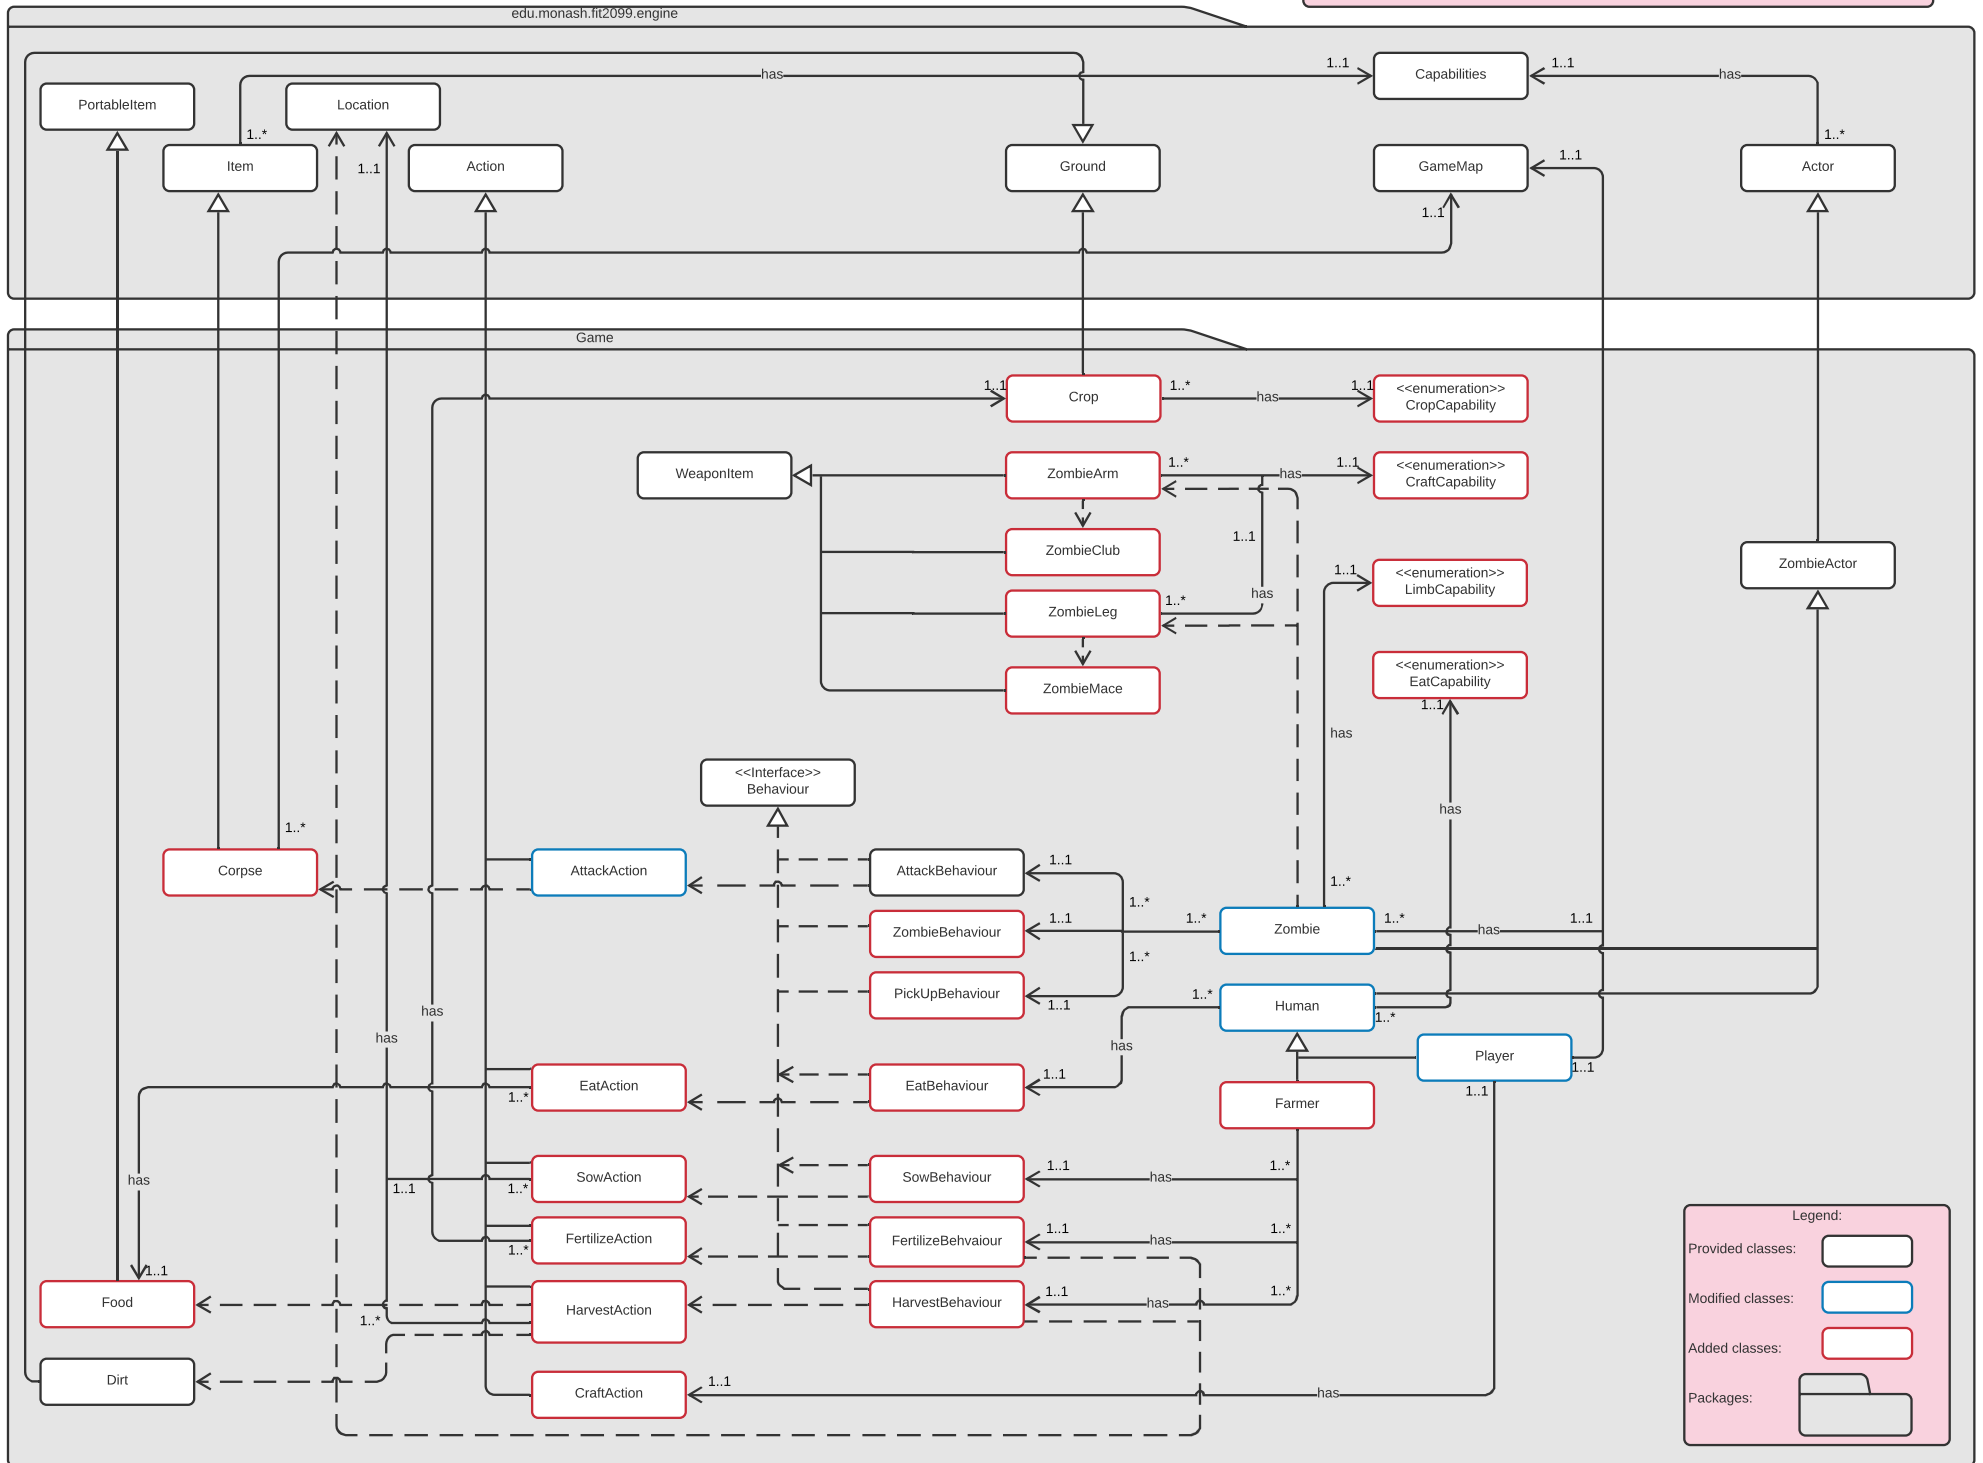 edu.monash.fit2099.engine
has
1..1
Capabilities
1..1
has
PortableItem
Location
1..*
1..*
Item
1..1
Action
Ground
GameMap
1..1
Actor
1..1
Game
1..1
Crop
1..*
has
1..1
<<enumeration>>
CropCapability
WeaponItem
ZombieArm
1..*
has
1..1
<<enumeration>>
CraftCapability
1..1
ZombieClub
ZombieActor
1..1
<<enumeration>>
LimbCapability
has
ZombieLeg
1..*
<<enumeration>>
EatCapability
ZombieMace
1..1
has
<<Interface>>
Behaviour
has
1..*
Corpse
AttackAction
AttackBehaviour
1..1
1..*
1..*
ZombieBehaviour
1..1
1..*
Zombie
1..*
has
1..1
1..*
PickUpBehaviour
1..1
1..*
Human
1..*
has
has
has
Player
1..1
EatAction
1..*
EatBehaviour
1..1
Farmer
1..1
has
SowAction
1..1
1..*
SowBehaviour
1..1
has
1..*
FertilizeAction
1..*
FertilizeBehvaiour
1..1
has
1..*
1..1
Food
1..*
HarvestAction
HarvestBehaviour
1..1
has
1..*
Dirt
CraftAction
1..1
has
Legend:
Provided classes:
Modified classes:
Added classes:
Packages: